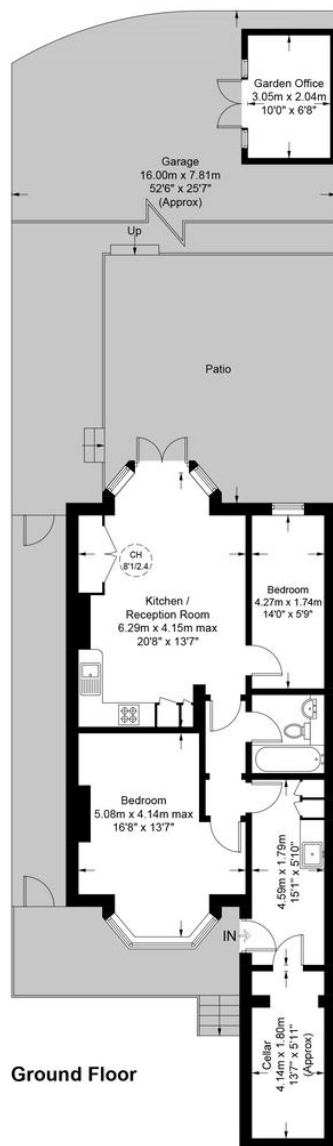 Garden Office
3.05m x 2.04m
10'0" x 6'8"
Garage
16.00m x 7.81m
52'6" x 25'7"
(Approx)
Up
Patio
CH
8'1/2.4
Kitchen /
Reception Room
6.29m x 4.15m max
20'8" x 13'7"
Bedroom
4.27m x 1.74m
14'0" x 5'9"
Bedroom
5.08m x 4.14m max
16'8" x 13'7"
4.59m x 1.79m
15'1" x 5'10"
IN
Cellar
4.14m x 1.80m
13'7" x 5'11"
(Approx)
Ground Floor